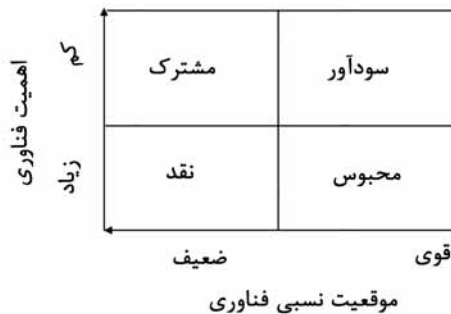 کم
سودآور
مشترک
اهمیت فناوری
زیاد
محبوس
نقد
قوی
ضعیف
موقعیت نسبی فناوری